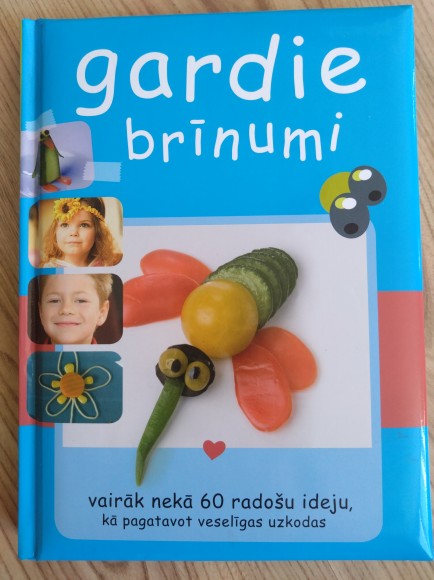 gardie
brīnumi
vairāk nekā 60 radošu ideju,
kā pagatavot veselīgas uzkodas